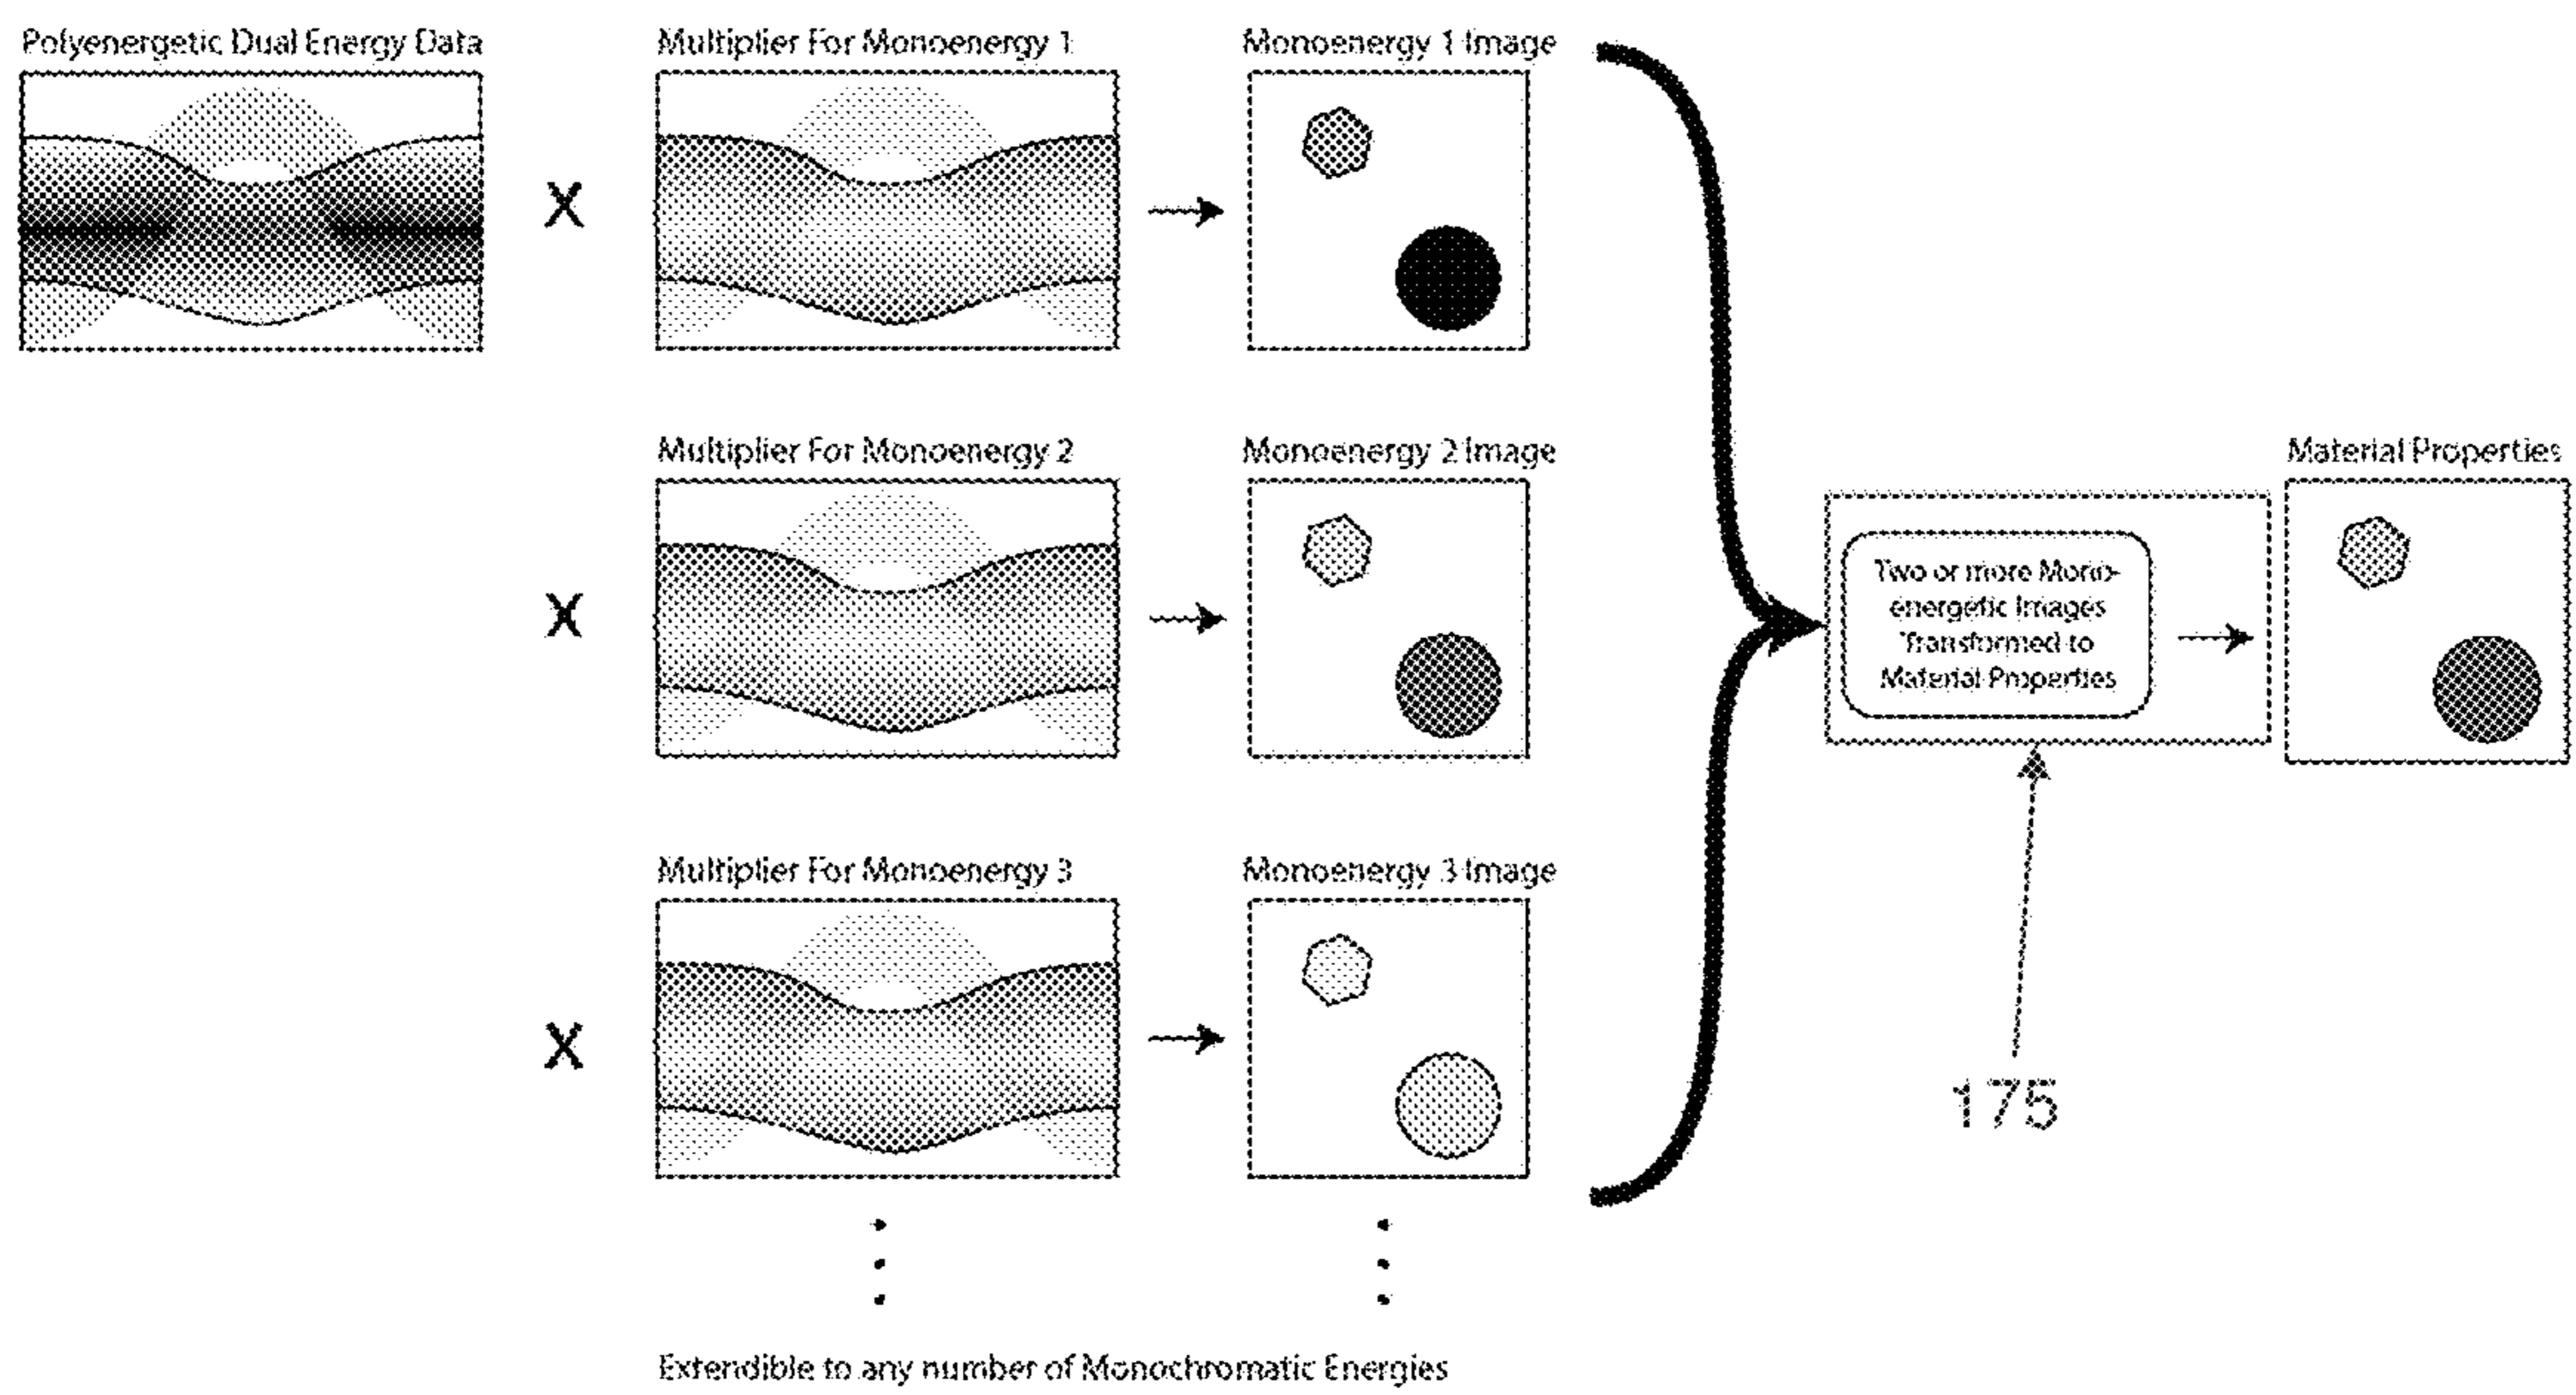 Polyenergetic Dual Energy Data
Multiplier For Monoenergy 1
Monoenergy 1 Image
X
Multiplier For Monoenergy 2
Monoenergy 2 Image
Material Properties
X
Two or more Mono-
energetic Images
Transformed to
Material Properties
Multiplier For Monoenergy 3
Monoenergy 3 Image
X
175
Extendible to any number of Monochromatic Energies